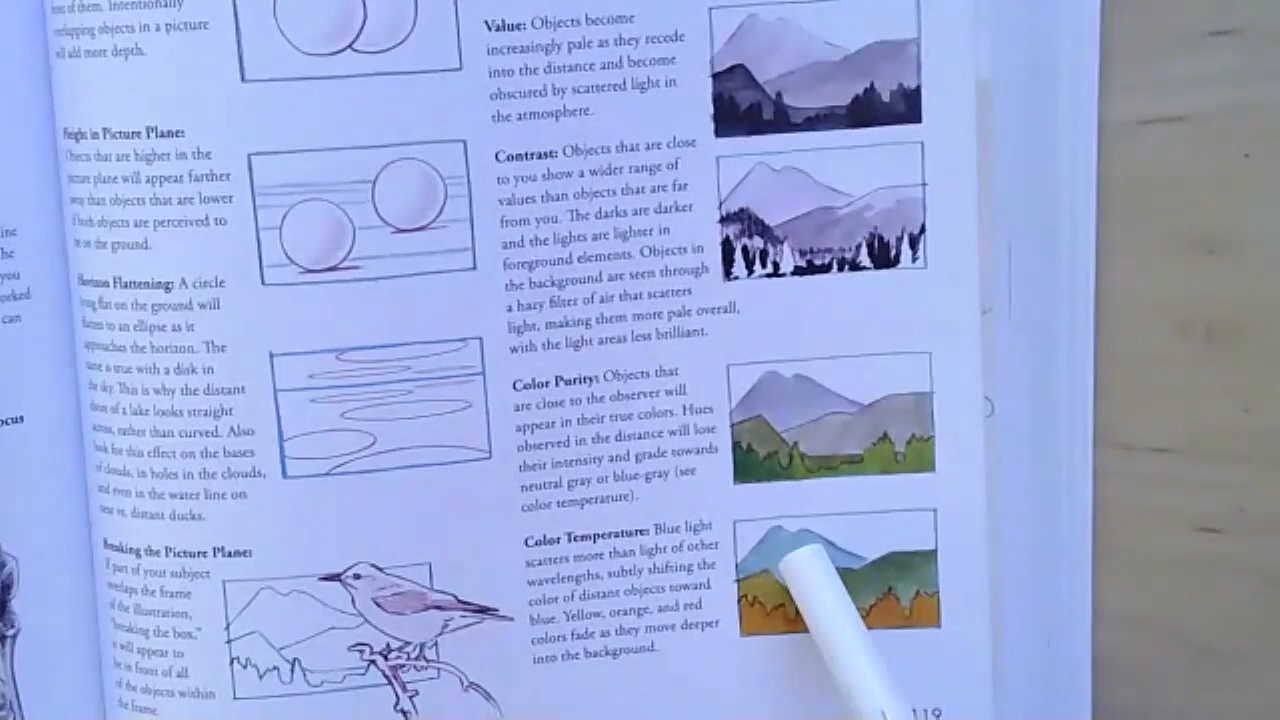 of them. Intentionally
overlapping objects in a picture
will add more depth.
Height in Picture Plane:
Objects that are higher in the
picture plane will appear farther
away than objects that are lower
if both objects are perceived to
be on the ground.
Horizon Flattening: A circle
lying flat on the ground will
flatten to an ellipse as it
approaches the horizon. The
same is true with a disk in
the sky. This is why the distant
shore of a lake looks straight
across, rather than curved. Also
look for this effect on the bases
of clouds, in holes in the clouds,
and even in the water line on
near vs. distant ducks.
Breaking the Picture Plane:
If part of your subject
overlaps the frame
of the illustration,
"breaking the box,"
it will appear to
be in front of all
of the objects within
the frame.
Value: Objects become
increasingly pale as they recede
into the distance and become
obscured by scattered light in
the atmosphere.
Contrast: Objects that are close
to you show a wider range of
values than objects that are far
from you. The darks are darker
and the lights are lighter in
foreground elements. Objects in
the background are seen through
a hazy filter of air that scatters
light, making them more pale overall,
with the light areas less brilliant.
Color Purity: Objects that
are close to the observer will
appear in their true colors. Hues
observed in the distance will lose
their intensity and grade towards
neutral gray or blue-gray (see
color temperature).
Color Temperature: Blue light
scatters more than light of other
wavelengths, subtly shifting the
color of distant objects toward
blue. Yellow, orange, and red
colors fade as they move deeper
into the background.
119
you
can